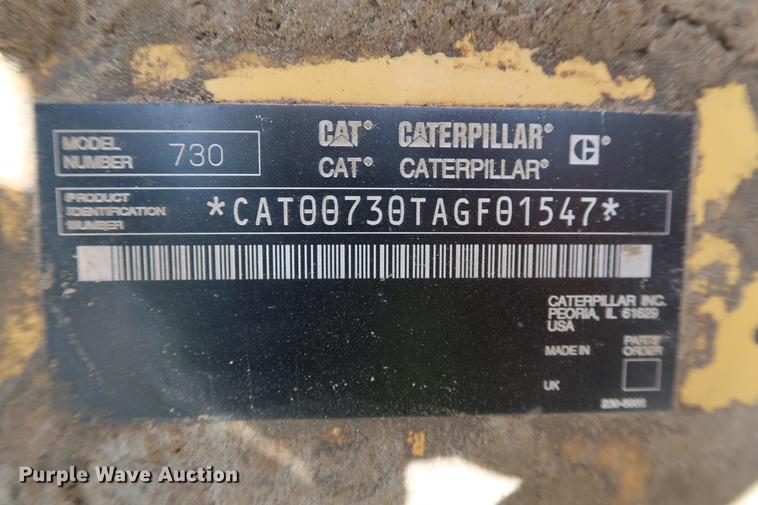 MODEL NUMBER 730
CAT® CATERPILLAR® C
CAT® CATERPILLAR®
PRODUCT IDENTIFICATION NUMBER
*CAT00730TAGF01547*
CATERPILLAR INC.
PEORIA, IL 61629
USA
MADE IN
PARTS ORDER
UK
Purple Wave Auction